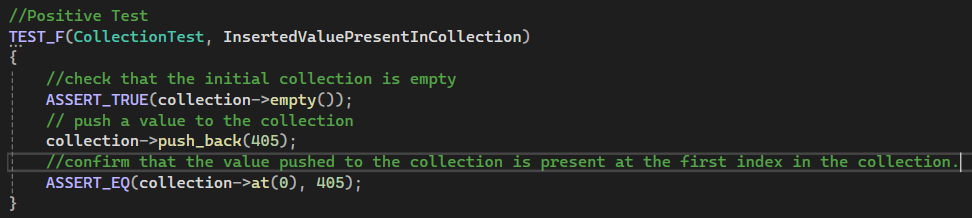 //Positive Test
TEST_F(CollectionTest, InsertedValuePresentInCollection)
{
    //check that the initial collection is empty
    ASSERT_TRUE(collection->empty());
    // push a value to the collection
    collection->push_back(405);
    //confirm that the value pushed to the collection is present at the first index in the collection.
    ASSERT_EQ(collection->at(0), 405);
}